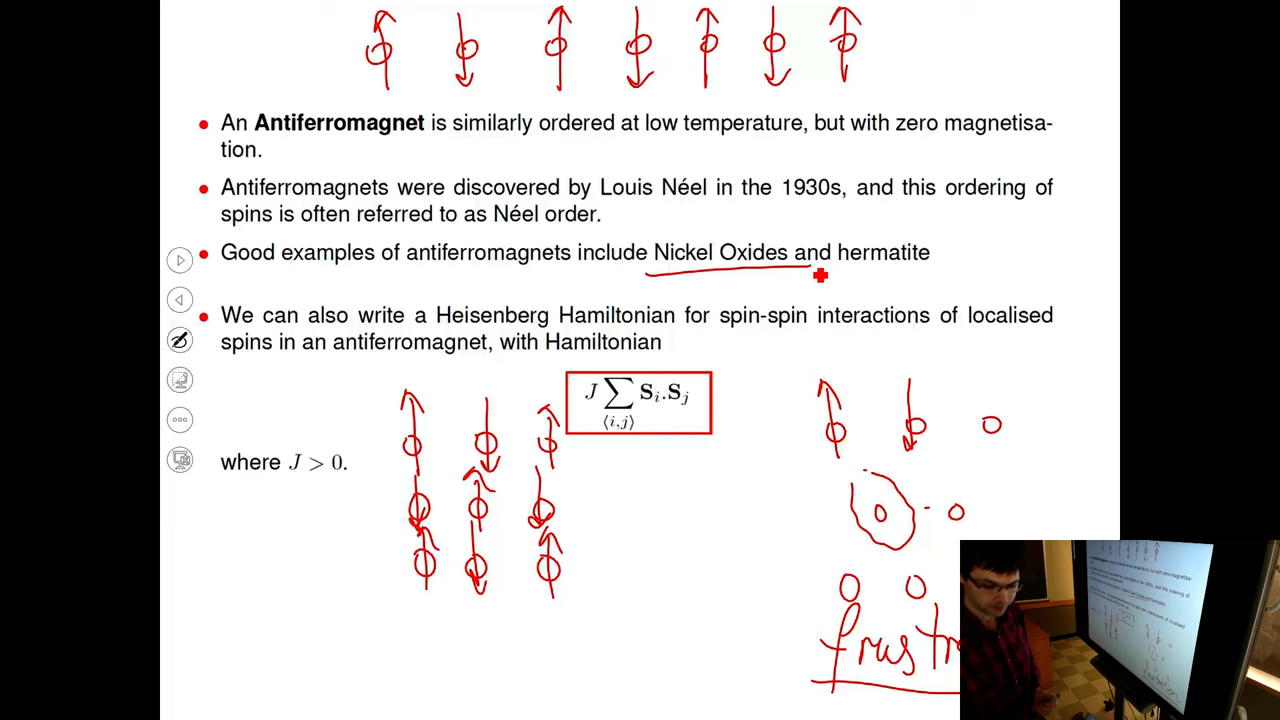 • An Antiferromagnet is similarly ordered at low temperature, but with zero magnetisa-
tion.
• Antiferromagnets were discovered by Louis Néel in the 1930s, and this ordering of
spins is often referred to as Néel order.
• Good examples of antiferromagnets include Nickel Oxides and hermatite
• We can also write a Heisenberg Hamiltonian for spin-spin interactions of localised
spins in an antiferromagnet, with Hamiltonian
J ∑⟨i,j⟩ Sᵢ.Sⱼ
where J > 0.
frustra